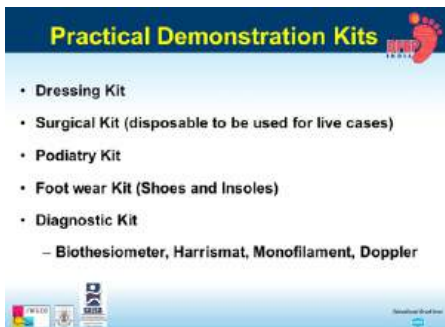 Practical Demonstration Kits
INDIA
• Dressing Kit
• Surgical Kit (disposable to be used for live cases)
• Podiatry Kit
• Foot wear Kit (Shoes and Insoles)
• Diagnostic Kit
– Biothesiometer, Harrismat, Monofilament, Doppler